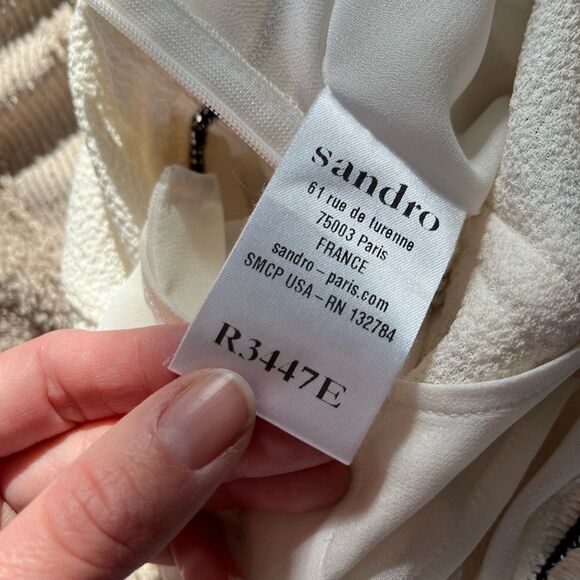 sandro
61 rue de turenne
75003 Paris
FRANCE
sandro-paris.com
SMCP USA-RN 132784
R3447E